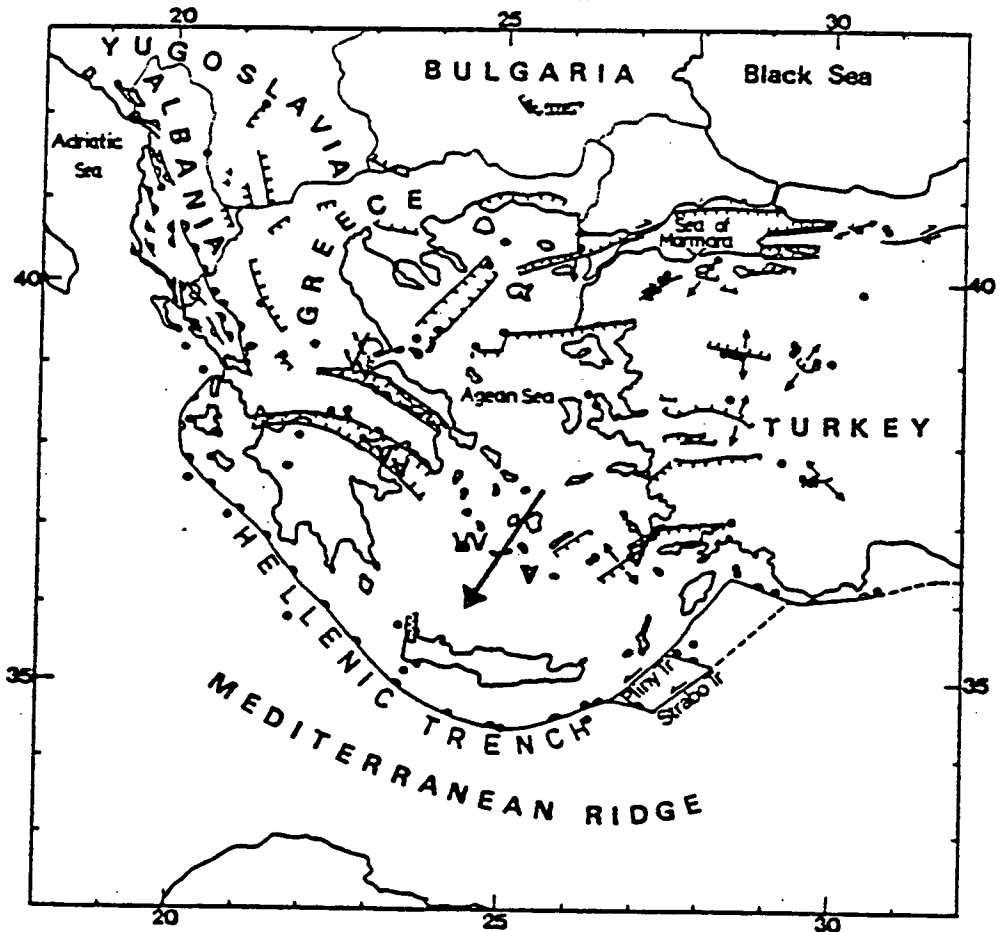 20 25 30
YUGOSLAVIA
BULGARIA
Black Sea
ALBANIA
Adriatic
Sea
GREECE
Sea of
Marmara
40 40
Agean Sea
TURKEY
HELLENIC TRENCH
35 35
Pliny Tr
Strabo Tr
MEDITERRANEAN RIDGE
20 25 30